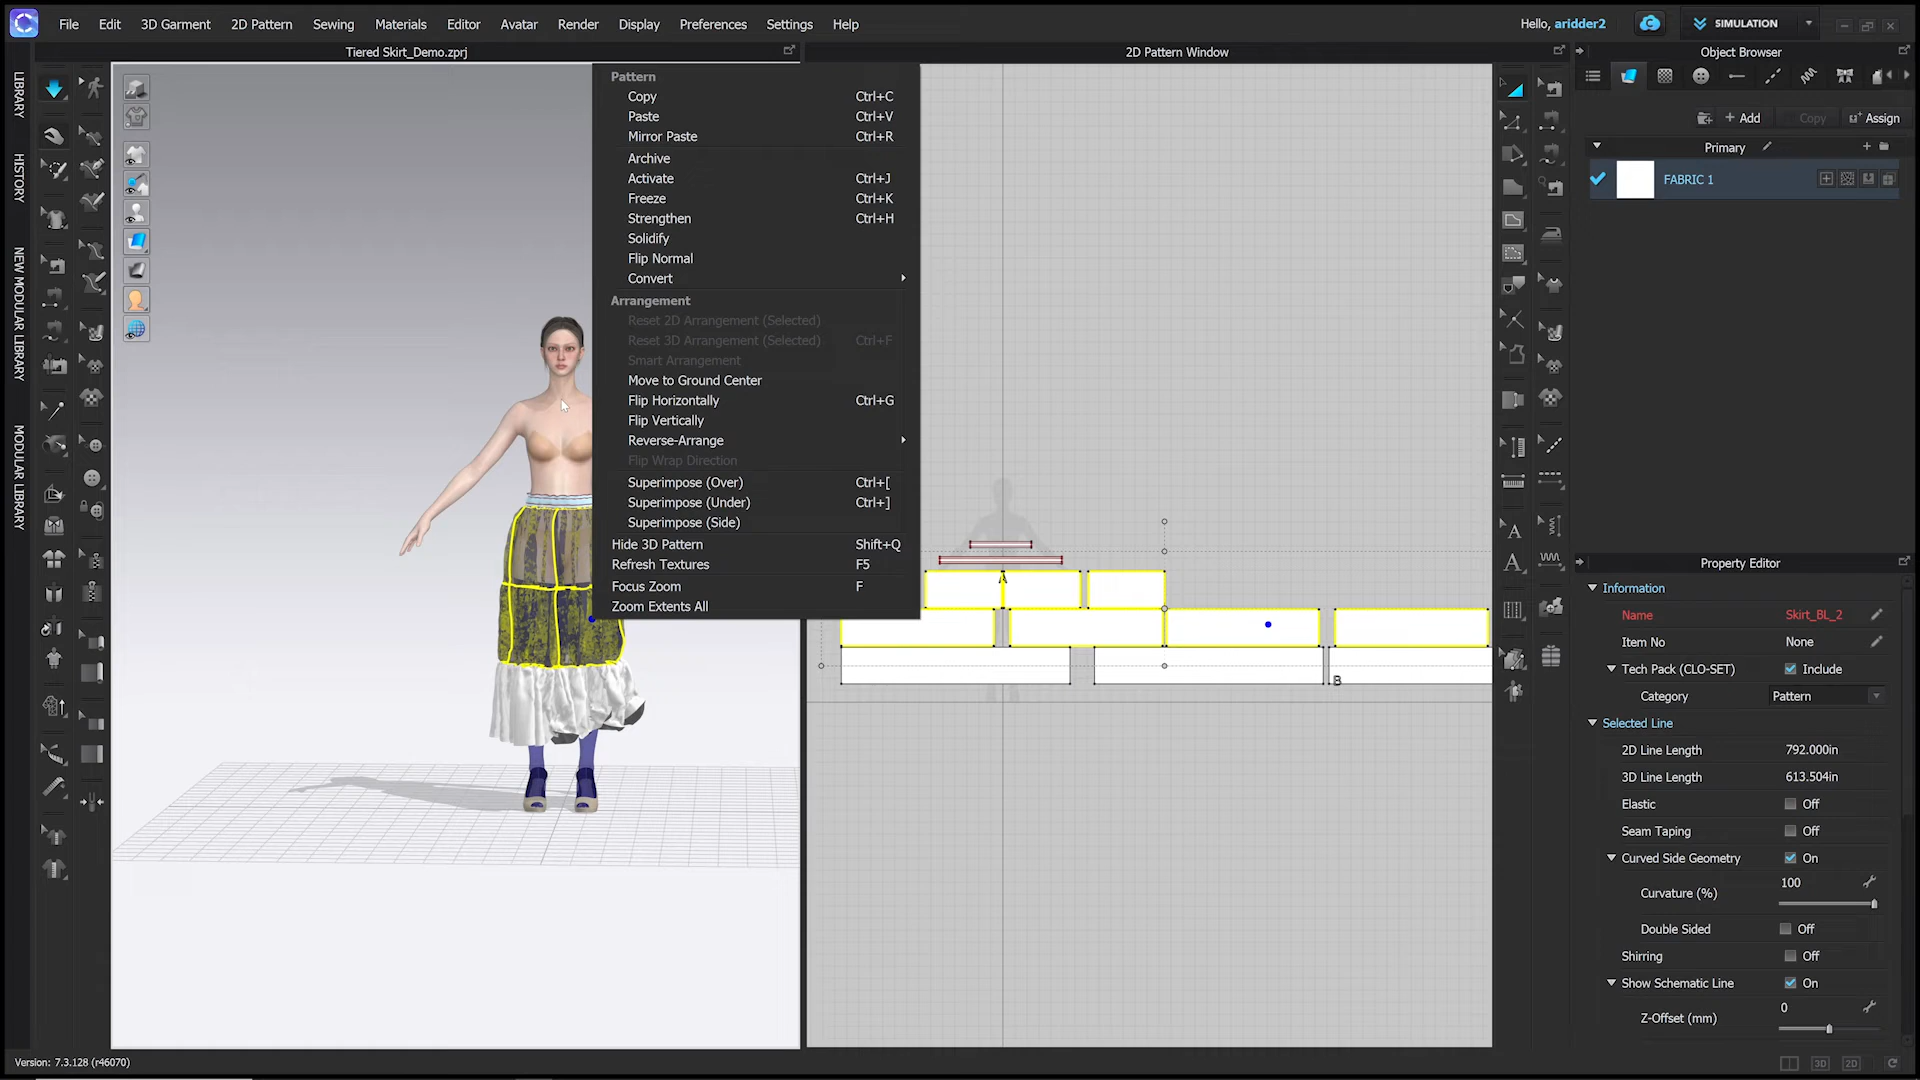 File Edit 3D Garment 2D Pattern Sewing Materials Editor Avatar Render Display Preferences Settings Help
Hello, aridder2
SIMULATION
Tiered Skirt_Demo.zprj
2D Pattern Window
Object Browser
LIBRARY
HISTORY
NEW MODULAR LIBRARY
MODULAR LIBRARY
Pattern
Copy Ctrl+C
Paste Ctrl+V
Mirror Paste Ctrl+R
Archive
Activate Ctrl+J
Freeze Ctrl+K
Strengthen Ctrl+H
Solidify
Flip Normal
Convert
Arrangement
Reset 2D Arrangement (Selected)
Reset 3D Arrangement (Selected) Ctrl+F
Smart Arrangement
Move to Ground Center
Flip Horizontally Ctrl+G
Flip Vertically
Reverse-Arrange
Flip Wrap Direction
Superimpose (Over) Ctrl+[
Superimpose (Under) Ctrl+]
Superimpose (Side)
Hide 3D Pattern Shift+Q
Refresh Textures F5
Focus Zoom F
Zoom Extents All
A
B
+ Add Copy Assign
Primary
FABRIC 1
Property Editor
Information
Name Skirt_BL_2
Item No None
Tech Pack (CLO-SET) Include
Category Pattern
Selected Line
2D Line Length 792.000in
3D Line Length 613.504in
Elastic Off
Seam Taping Off
Curved Side Geometry On
Curvature (%) 100
Double Sided Off
Shirring Off
Show Schematic Line On
Z-Offset (mm) 0
Version: 7.3.128 (r46070)
3D 2D